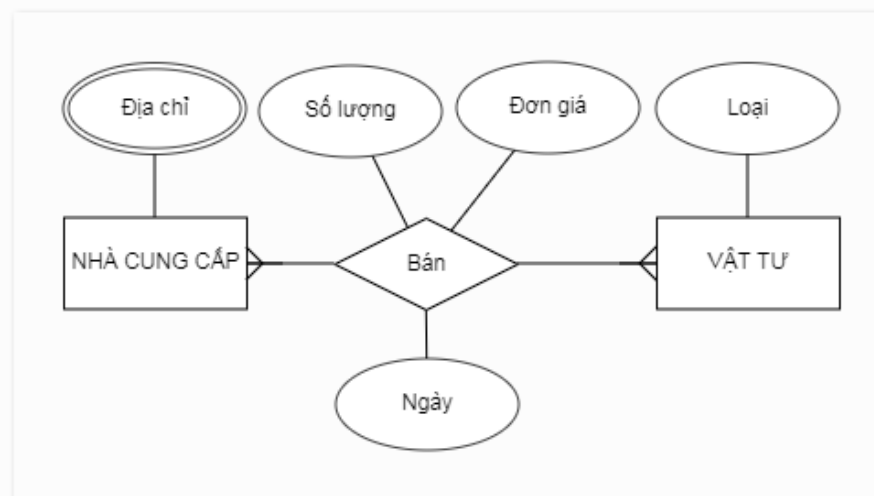 Địa chỉ
Số lượng
Đơn giá
Loại
NHÀ CUNG CẤP
Bán
VẬT TƯ
Ngày